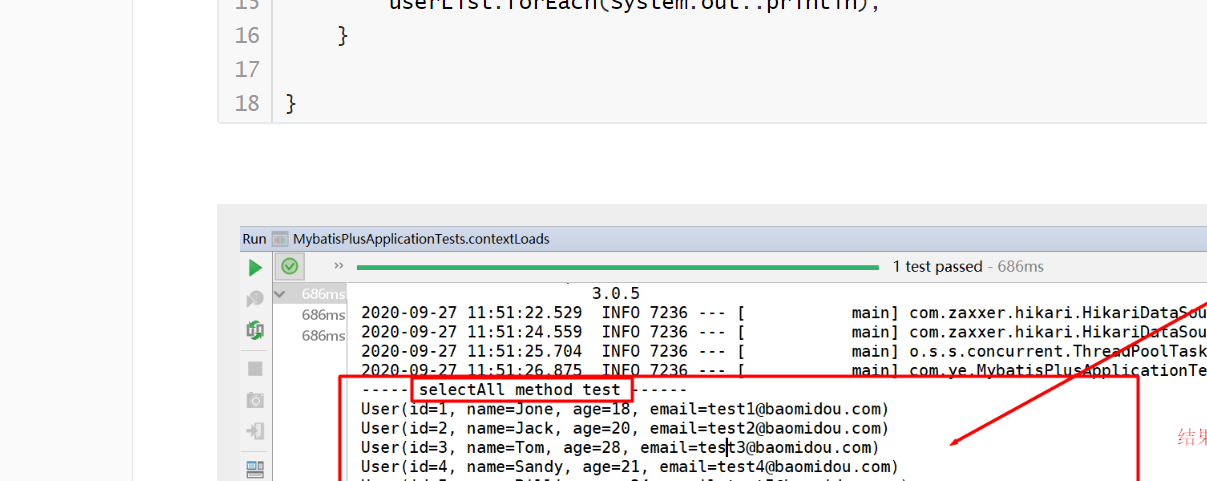 15 userList.forEach(System.out::println);
16 }
17
18 }
Run MybatisPlusApplicationTests.contextLoads
» 1 test passed - 686ms
686ms 3.0.5
686ms 2020-09-27 11:51:22.529 INFO 7236 --- [ main] com.zaxxer.hikari.HikariDataSou
686ms 2020-09-27 11:51:24.559 INFO 7236 --- [ main] com.zaxxer.hikari.HikariDataSou
2020-09-27 11:51:25.704 INFO 7236 --- [ main] o.s.s.concurrent.ThreadPoolTask
2020-09-27 11:51:26.875 INFO 7236 --- [ main] com.ye.MybatisPlusApplicationTe
----- selectAll method test ------
User(id=1, name=Jone, age=18, email=test1@baomidou.com)
User(id=2, name=Jack, age=20, email=test2@baomidou.com)
User(id=3, name=Tom, age=28, email=test3@baomidou.com)
结果
User(id=4, name=Sandy, age=21, email=test4@baomidou.com)